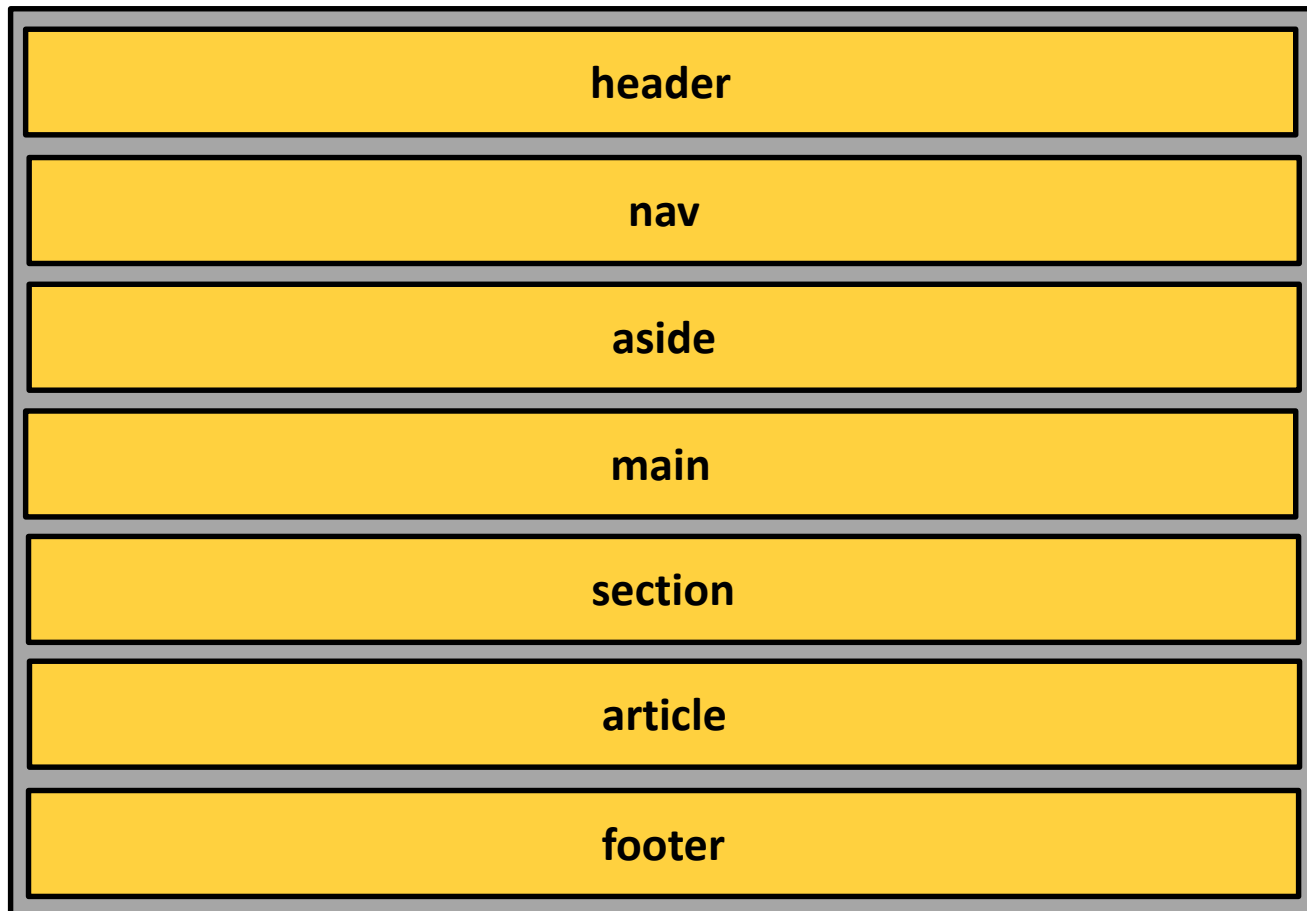 header
nav
aside
main
section
article
footer